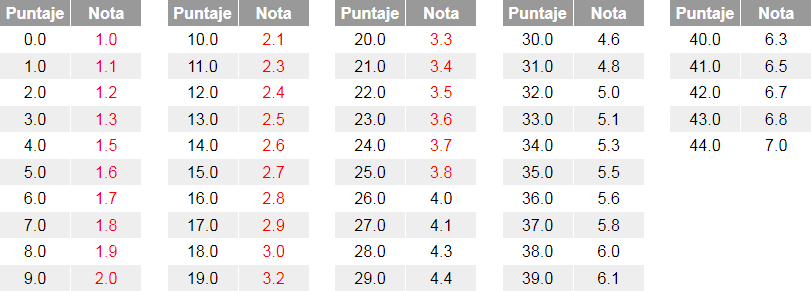 Puntaje Nota Puntaje Nota Puntaje Nota Puntaje Nota Puntaje Nota
0.0 1.0 10.0 2.1 20.0 3.3 30.0 4.6 40.0 6.3
1.0 1.1 11.0 2.3 21.0 3.4 31.0 4.8 41.0 6.5
2.0 1.2 12.0 2.4 22.0 3.5 32.0 5.0 42.0 6.7
3.0 1.3 13.0 2.5 23.0 3.6 33.0 5.1 43.0 6.8
4.0 1.5 14.0 2.6 24.0 3.7 34.0 5.3 44.0 7.0
5.0 1.6 15.0 2.7 25.0 3.8 35.0 5.5
6.0 1.7 16.0 2.8 26.0 4.0 36.0 5.6
7.0 1.8 17.0 2.9 27.0 4.1 37.0 5.8
8.0 1.9 18.0 3.0 28.0 4.3 38.0 6.0
9.0 2.0 19.0 3.2 29.0 4.4 39.0 6.1